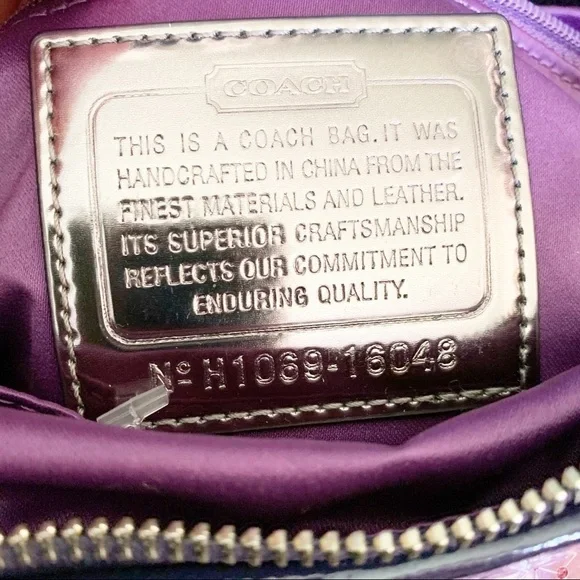 COACH
THIS IS A COACH BAG. IT WAS
HANDCRAFTED IN CHINA FROM THE
FINEST MATERIALS AND LEATHER.
ITS SUPERIOR CRAFTSMANSHIP
REFLECTS OUR COMMITMENT TO
ENDURING QUALITY.
Nº H1069-16048